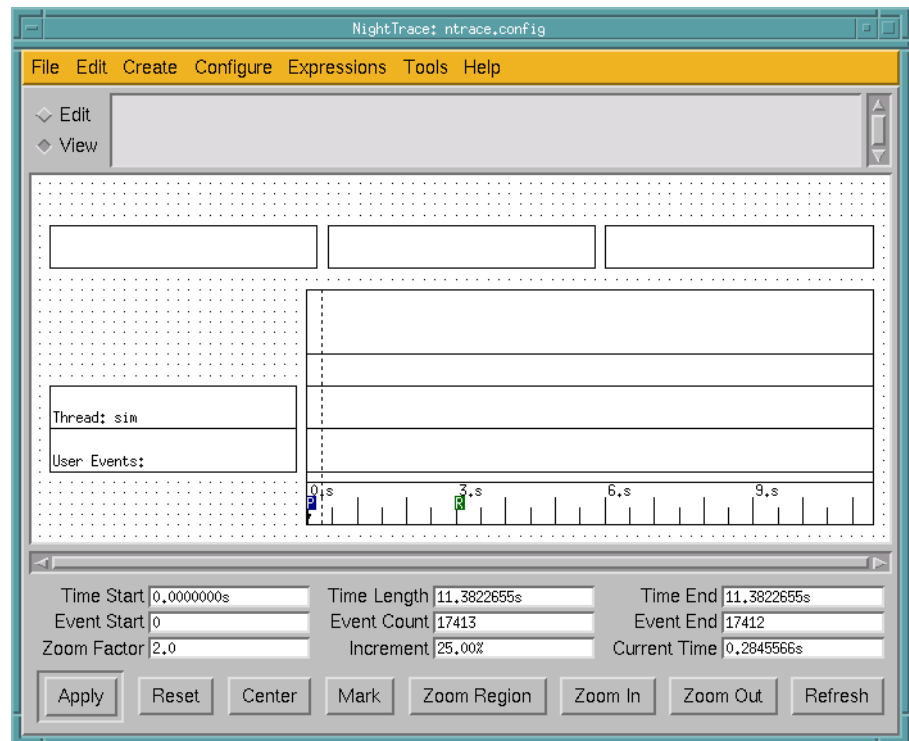 NightTrace: ntrace.config
File Edit Create Configure Expressions Tools Help
Edit
View
Thread: sim
User Events:
0.s 3.s 6.s 9.s
P R
Time Start 0.0000000s Time Length 11.3822655s Time End 11.3822655s
Event Start 0 Event Count 17413 Event End 17412
Zoom Factor 2.0 Increment 25.00% Current Time 0.2845566s
Apply Reset Center Mark Zoom Region Zoom In Zoom Out Refresh